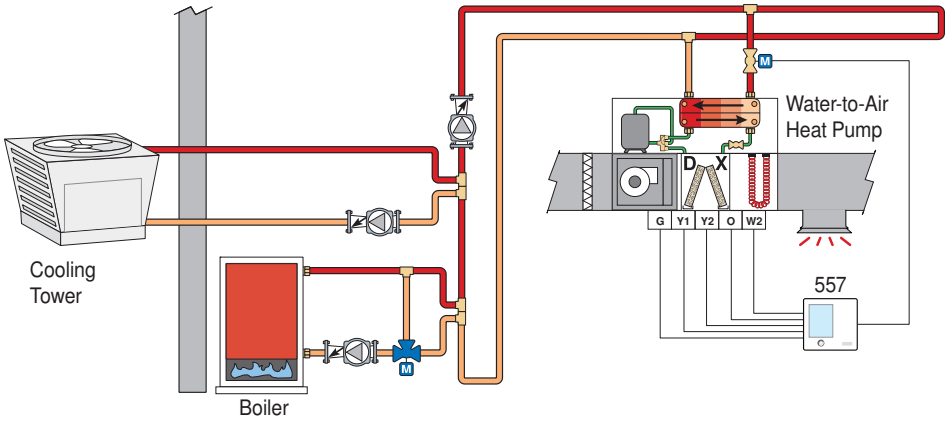 M
Water-to-Air
Heat Pump
D X
G Y1 Y2 O W2
Cooling
Tower
557
M
Boiler